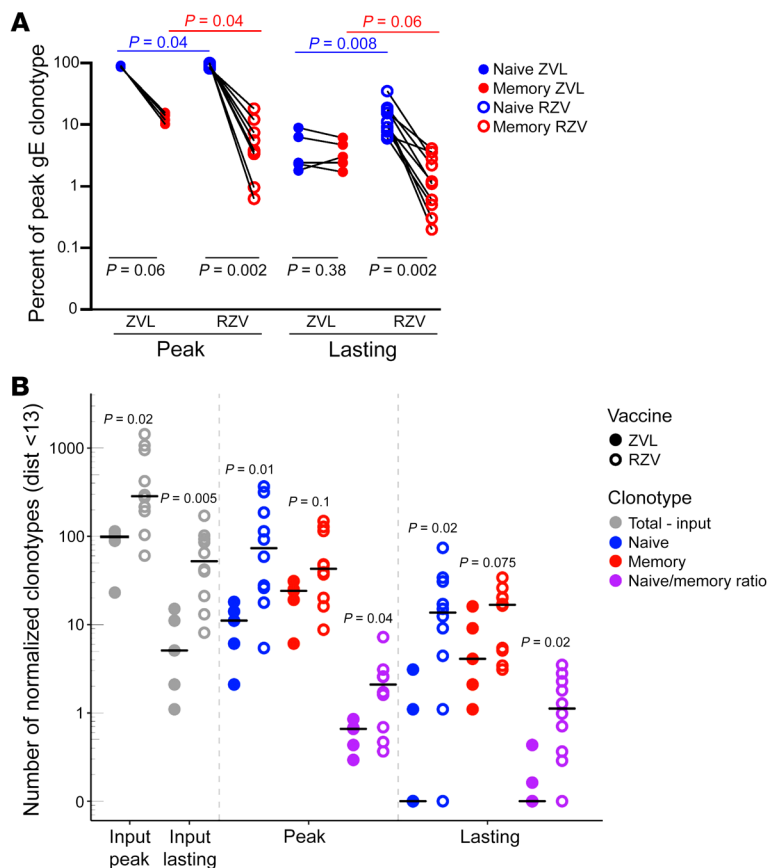 A
P = 0.04
P = 0.04
P = 0.06
P = 0.008
Percent of peak gE clonotype
100
10
1
0.1
0
P = 0.06
P = 0.002
P = 0.38
P = 0.002
ZVL
RZV
ZVL
RZV
Peak
Lasting
Naive ZVL
Memory ZVL
Naive RZV
Memory RZV
B
Number of normalized clonotypes (dist <13)
1000
100
10
1
0
P = 0.02
P = 0.005
P = 0.01
P = 0.1
P = 0.04
P = 0.02
P = 0.075
P = 0.02
Input
peak
Input
lasting
Peak
Lasting
Vaccine
ZVL
RZV
Clonotype
Total - input
Naive
Memory
Naive/memory ratio